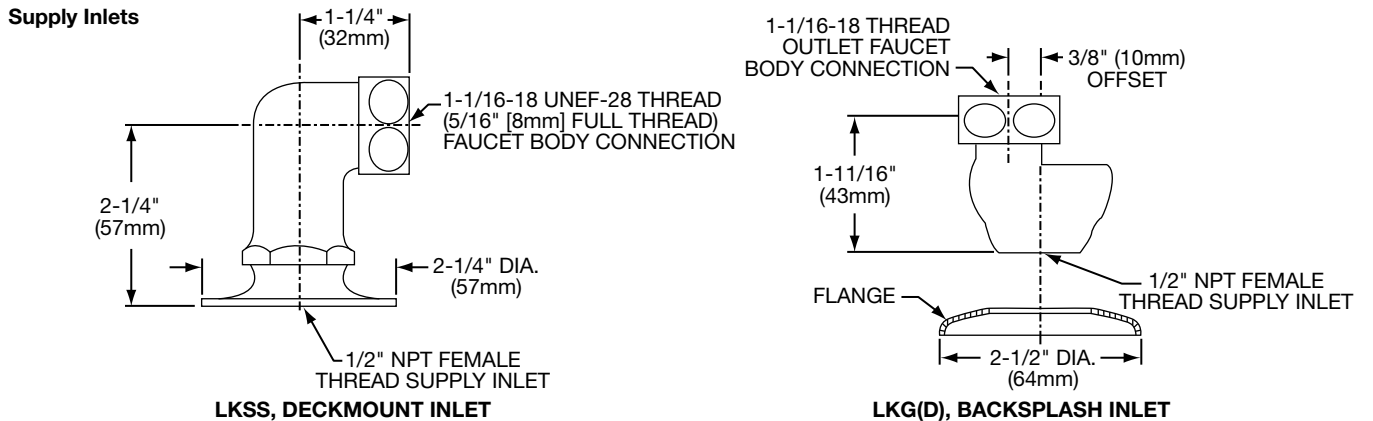 Supply Inlets
1-1/4"
(32mm)
1-1/16-18 UNEF-28 THREAD
(5/16" [8mm] FULL THREAD)
FAUCET BODY CONNECTION
2-1/4"
(57mm)
2-1/4" DIA.
(57mm)
1/2" NPT FEMALE
THREAD SUPPLY INLET
LKSS, DECKMOUNT INLET
1-1/16-18 THREAD
OUTLET FAUCET
BODY CONNECTION
3/8" (10mm)
OFFSET
1-11/16"
(43mm)
1/2" NPT FEMALE
THREAD SUPPLY INLET
FLANGE
2-1/2" DIA.
(64mm)
LKG(D), BACKSPLASH INLET